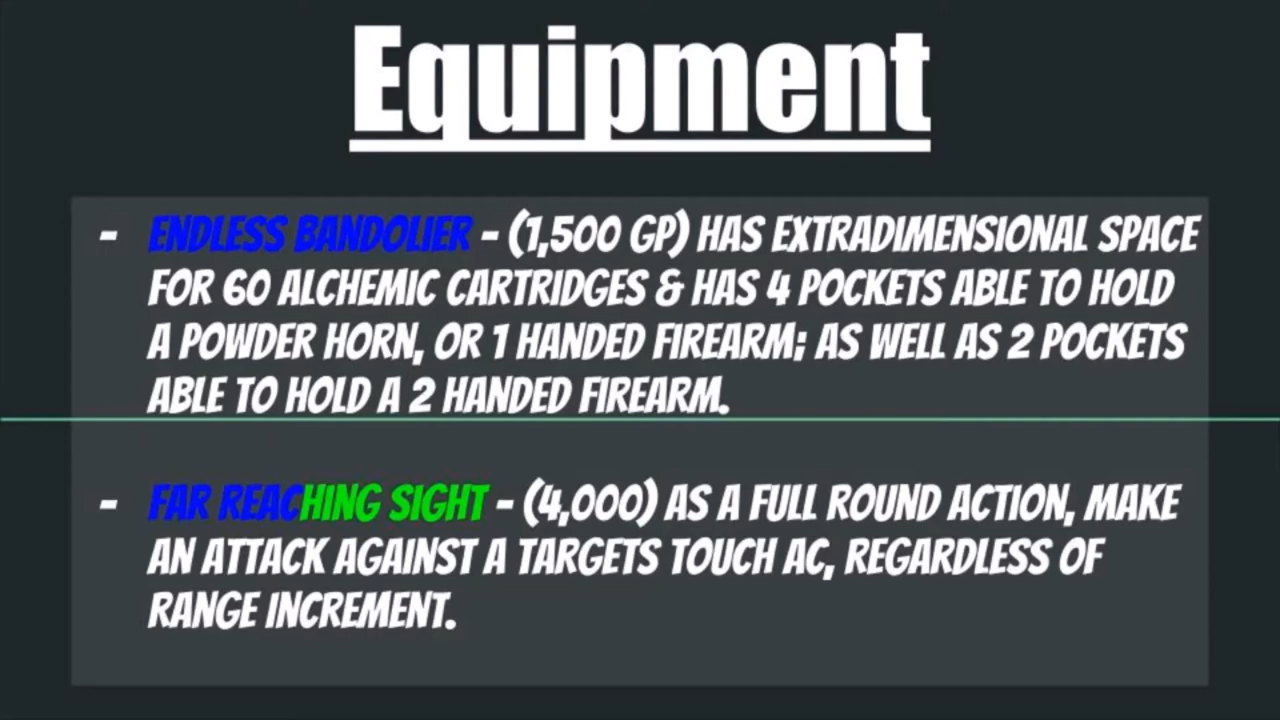 Equipment
- ENDLESS BANDOLIER - (1,500 GP) HAS EXTRADIMENSIONAL SPACE
FOR 60 ALCHEMIC CARTRIDGES & HAS 4 POCKETS ABLE TO HOLD
A POWDER HORN, OR 1 HANDED FIREARM; AS WELL AS 2 POCKETS
ABLE TO HOLD A 2 HANDED FIREARM.
- FAR REACHING SIGHT - (4,000) AS A FULL ROUND ACTION, MAKE
AN ATTACK AGAINST A TARGETS TOUCH AC, REGARDLESS OF
RANGE INCREMENT.